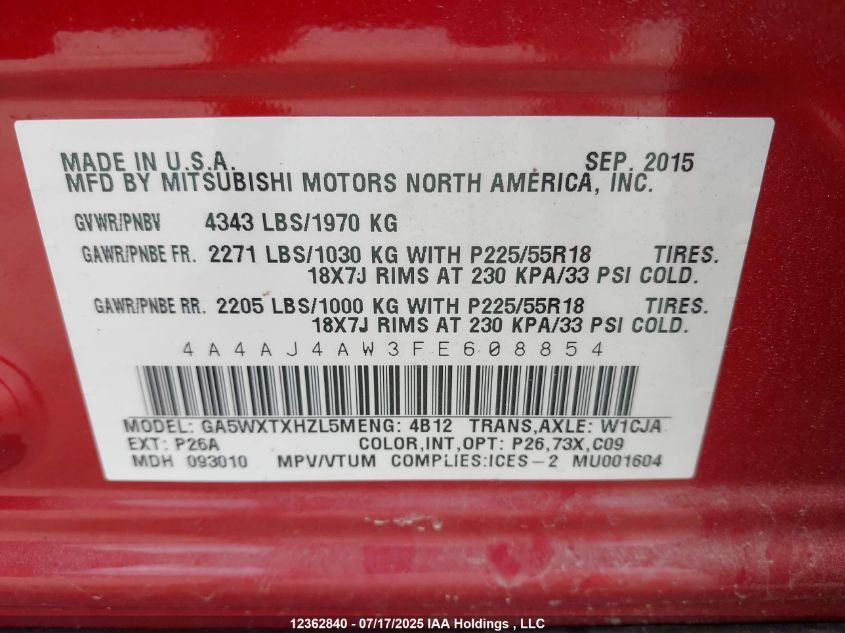 MADE IN U.S.A. SEP. 2015
MFD BY MITSUBISHI MOTORS NORTH AMERICA, INC.
GVWR/PNBV 4343 LBS/1970 KG
GAWR/PNBE FR. 2271 LBS/1030 KG WITH P225/55R18 TIRES.
18X7J RIMS AT 230 KPA/33 PSI COLD.
GAWR/PNBE RR. 2205 LBS/1000 KG WITH P225/55R18 TIRES.
18X7J RIMS AT 230 KPA/33 PSI COLD.
4A4AJ4AW3FE608854
MODEL: GA5WXTXHZL5MENG: 4B12 TRANS,AXLE: W1CJA
EXT: P26A COLOR,INT,OPT: P26,73X,C09
MDH 093010 MPV/VTUM COMPLIES:ICES-2 MU001604
12362840 - 07/17/2025 IAA Holdings , LLC